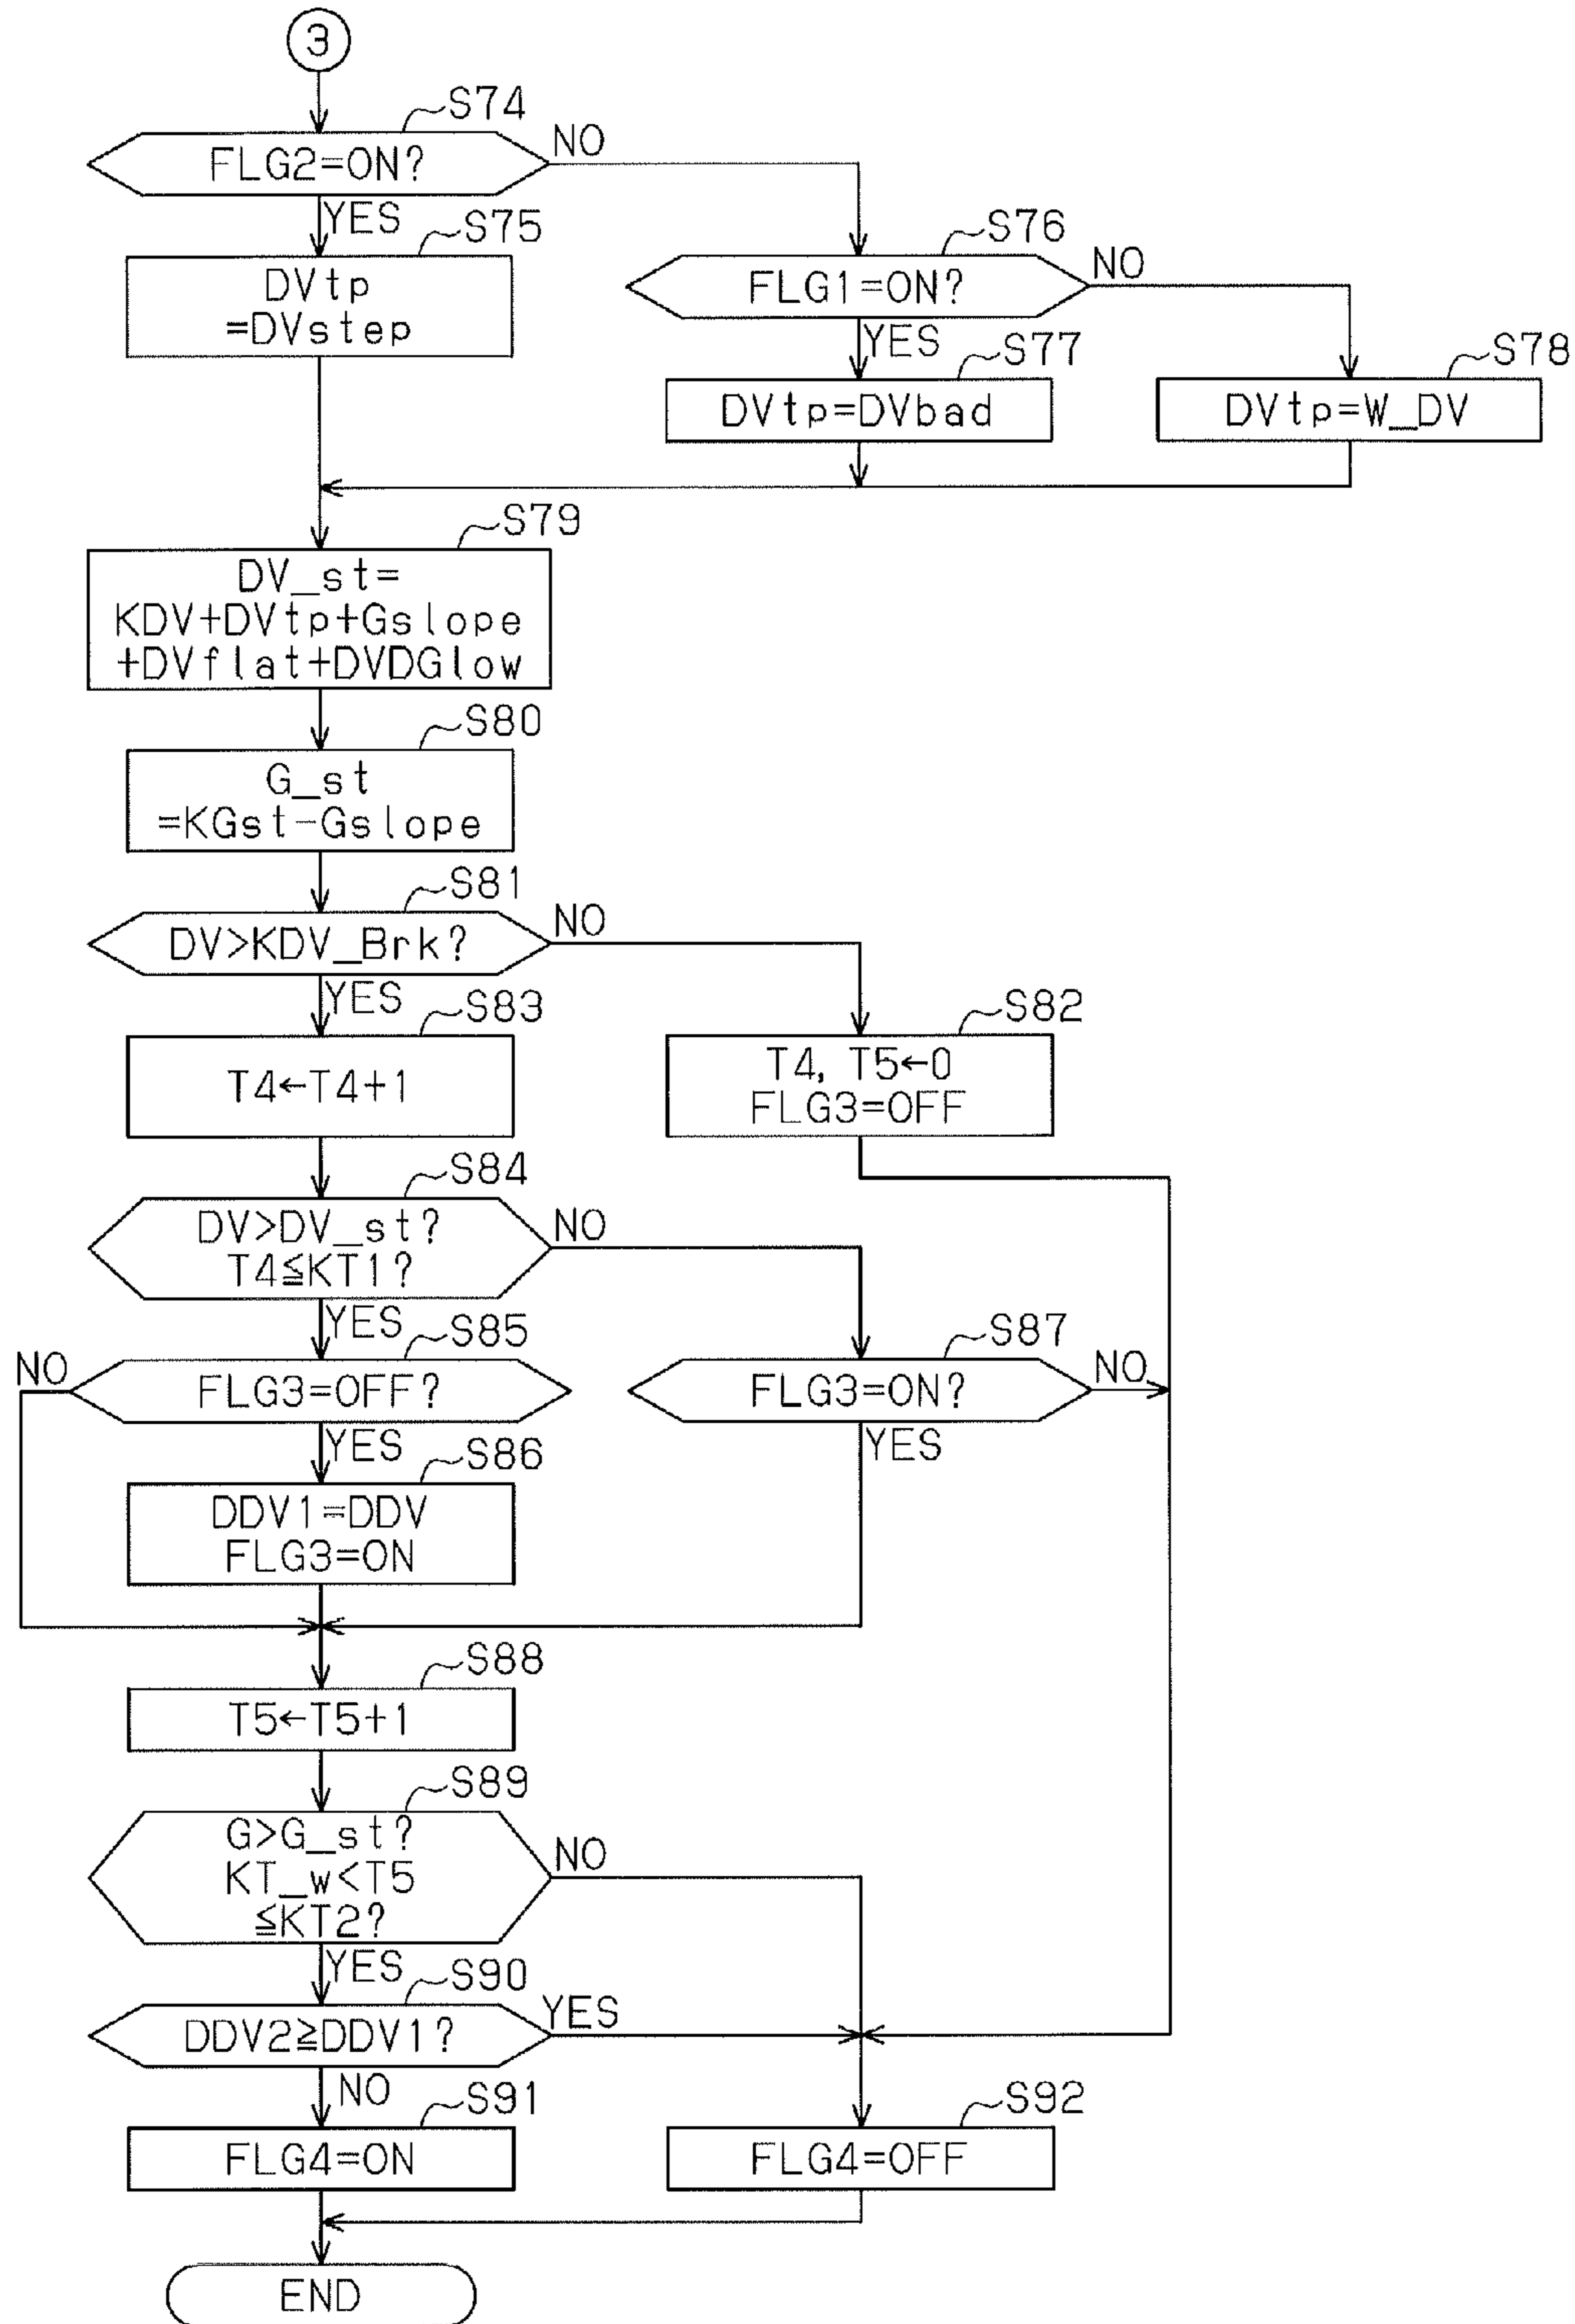 3
S74
FLG2=ON?
NO
YES
S75
DVtp
=DVstep
S76
FLG1=ON?
NO
YES
S77
DVtp=DVbad
S78
DVtp=W_DV
S79
DV_st=
KDV+DVtp+Gslope
+DVflat+DVDGlow
S80
G_st
=KGst-Gslope
S81
DV>KDV_Brk?
NO
YES
S83
T4←T4+1
S82
T4, T5←0
FLG3=OFF
S84
DV>DV_st?
T4≦KT1?
NO
YES
S85
NO
FLG3=OFF?
YES
S87
FLG3=ON?
NO
YES
S86
DDV1=DDV
FLG3=ON
S88
T5←T5+1
S89
G>G_st?
KT_w<T5
≦KT2?
NO
YES
S90
DDV2≧DDV1?
YES
NO
S91
FLG4=ON
S92
FLG4=OFF
END